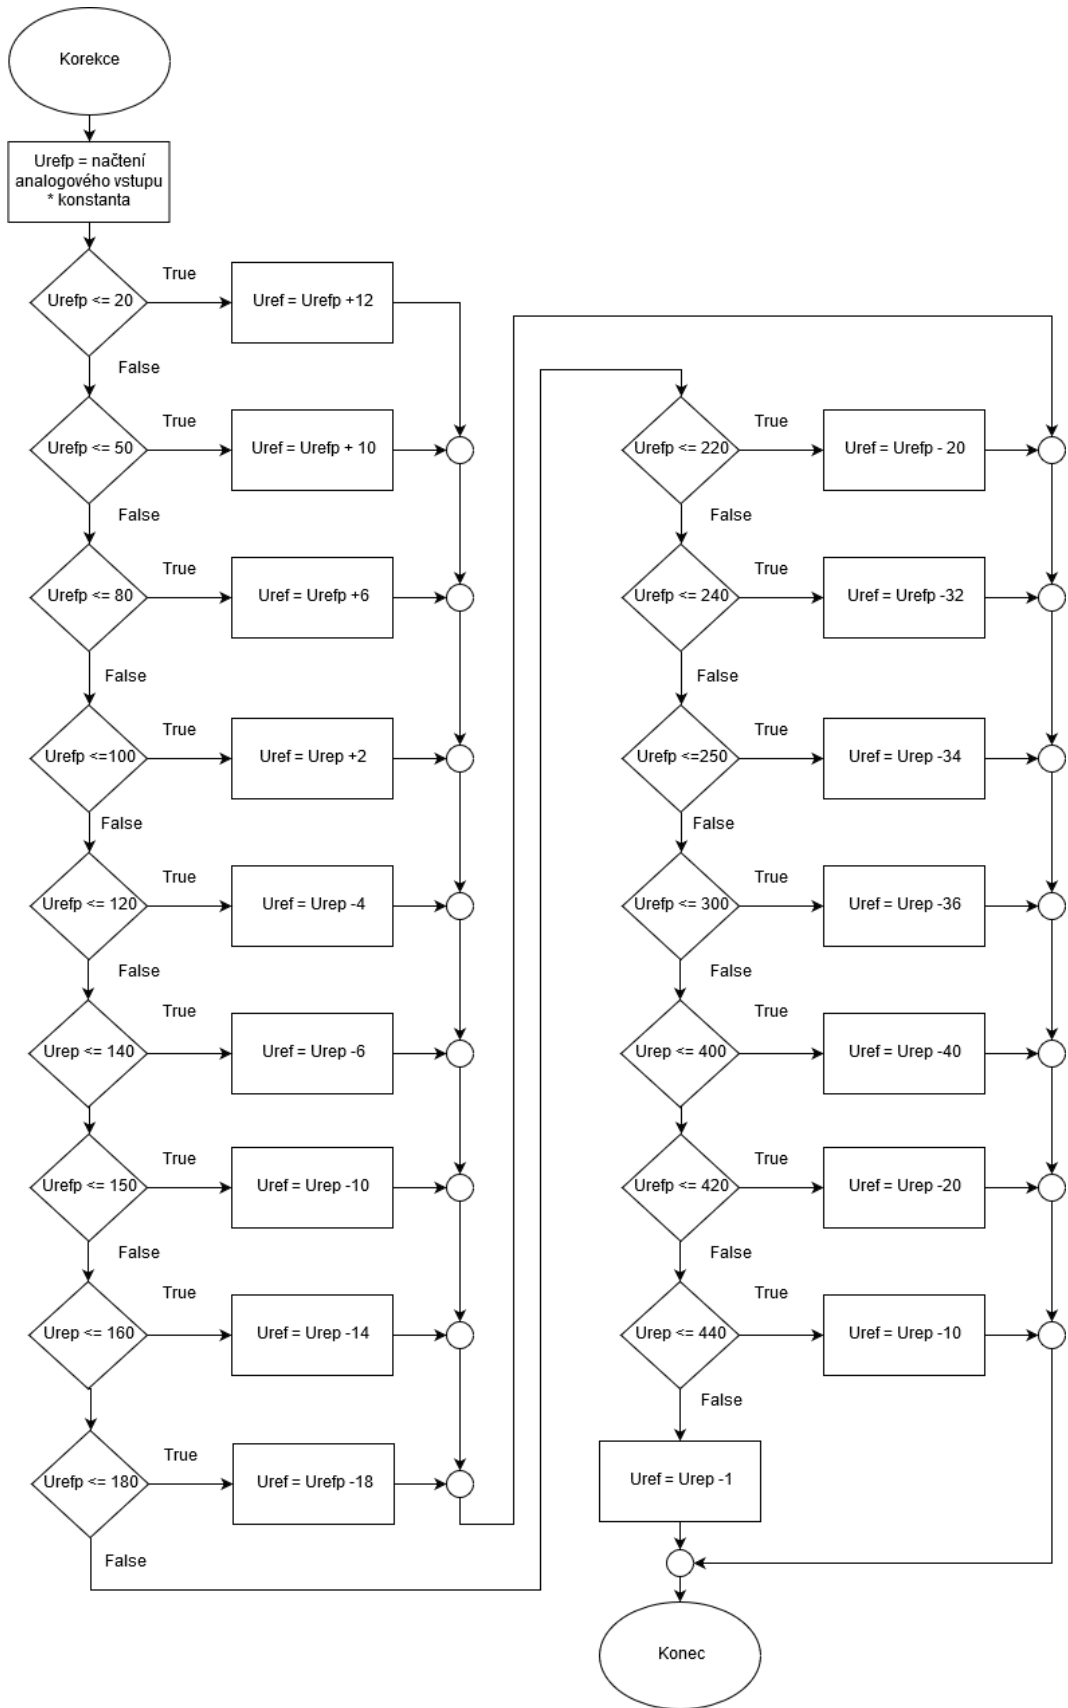 Korekce
Urefp = načtení
analogového vstupu
* konstanta
Urefp <= 20
True
Uref = Urefp +12
False
Urefp <= 50
True
Uref = Urefp + 10
False
Urefp <= 80
True
Uref = Urefp +6
False
Urefp <=100
True
Uref = Urep +2
False
Urefp <= 120
True
Uref = Urep -4
False
Urep <= 140
True
Uref = Urep -6
Urefp <= 150
True
Uref = Urep -10
False
Urep <= 160
True
Uref = Urep -14
Urefp <= 180
True
Uref = Urefp -18
False
Urefp <= 220
True
Uref = Urefp - 20
False
Urefp <= 240
True
Uref = Urefp -32
False
Urefp <=250
True
Uref = Urep -34
False
Urefp <= 300
True
Uref = Urep -36
False
Urep <= 400
True
Uref = Urep -40
Urefp <= 420
True
Uref = Urep -20
False
Urep <= 440
True
Uref = Urep -10
False
Uref = Urep -1
Konec